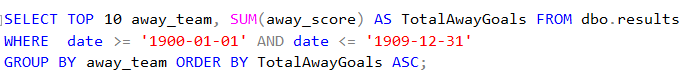 SELECT TOP 10 away_team, SUM(away_score) AS TotalAwayGoals FROM dbo.results
WHERE date >= '1900-01-01' AND date <= '1909-12-31'
GROUP BY away_team ORDER BY TotalAwayGoals ASC;